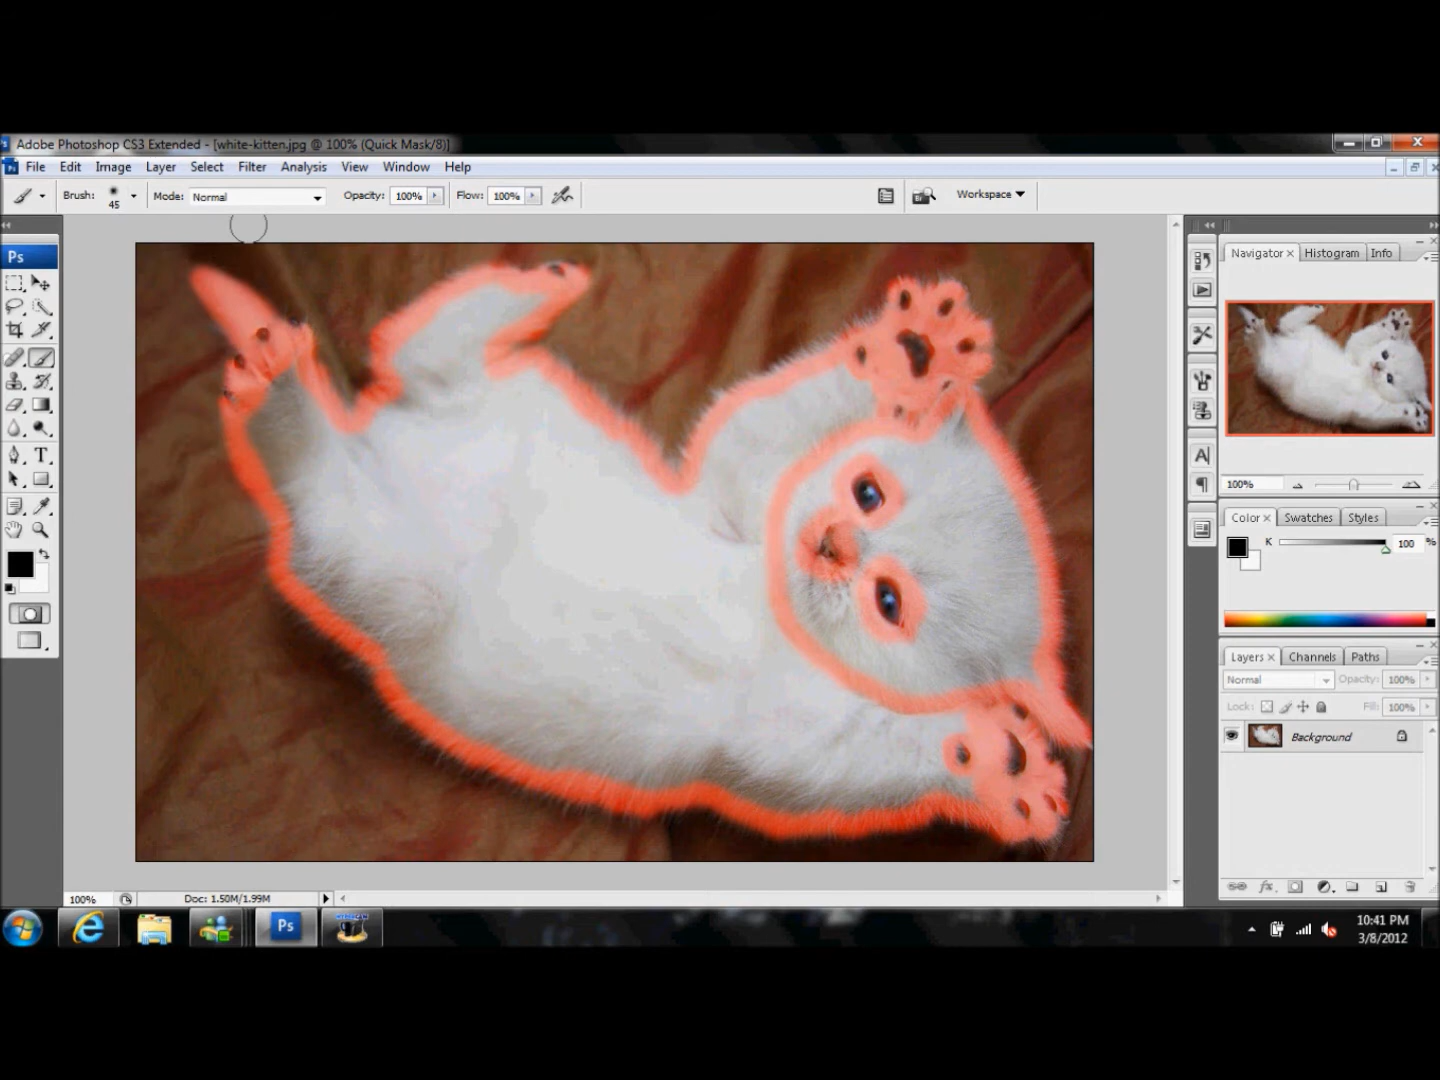 Adobe Photoshop CS3 Extended - [white-kitten.jpg @ 100% (Quick Mask/8)]
File Edit Image Layer Select Filter Analysis View Window Help
Brush: 45 Mode: Normal Opacity: 100% Flow: 100% Workspace
Ps
Navigator × Histogram Info
100%
Color × Swatches Styles
K 100 %
Layers × Channels Paths
Normal Opacity: 100%
Lock: Fill: 100%
Background
100% Doc: 1.50M/1.99M
Ps
10:41 PM
3/8/2012